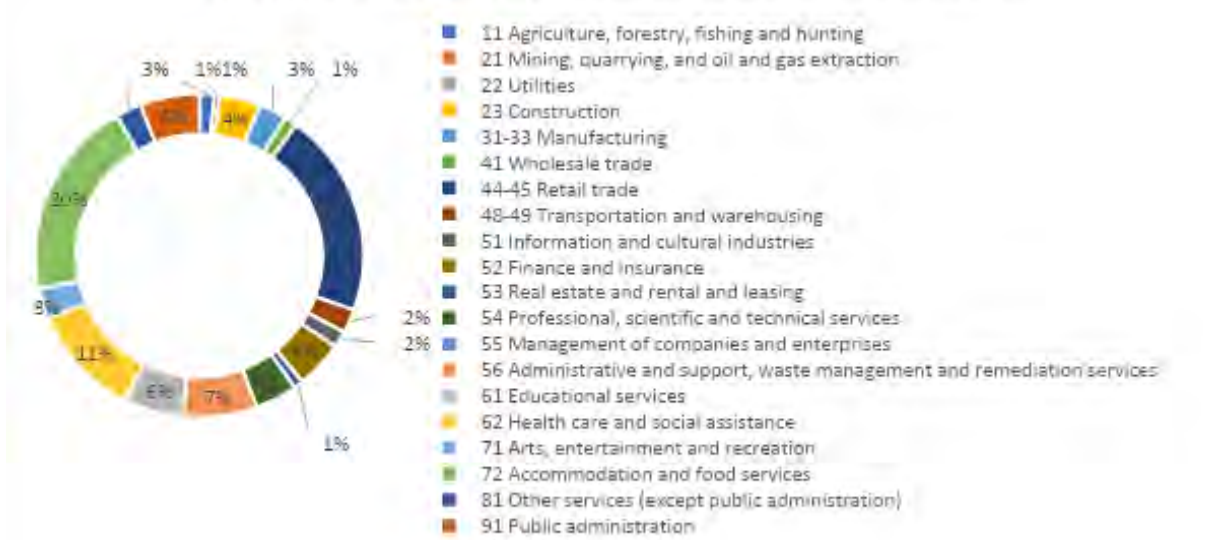 3% 1%1% 3% 1%
4%
20%
3%
11%
6%
7%
2%
2%
1%
11 Agriculture, forestry, fishing and hunting
21 Mining, quarrying, and oil and gas extraction
22 Utilities
23 Construction
31-33 Manufacturing
41 Wholesale trade
44-45 Retail trade
48-49 Transportation and warehousing
51 Information and cultural industries
52 Finance and insurance
53 Real estate and rental and leasing
54 Professional, scientific and technical services
55 Management of companies and enterprises
56 Administrative and support, waste management and remediation services
61 Educational services
62 Health care and social assistance
71 Arts, entertainment and recreation
72 Accommodation and food services
81 Other services (except public administration)
91 Public administration